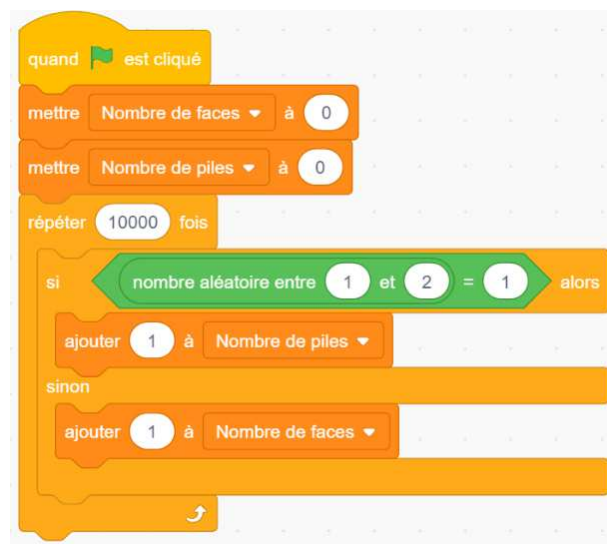 quand est cliqué
mettre Nombre de faces à 0
mettre Nombre de piles à 0
répéter 10000 fois
si nombre aléatoire entre 1 et 2 = 1 alors
ajouter 1 à Nombre de piles
sinon
ajouter 1 à Nombre de faces